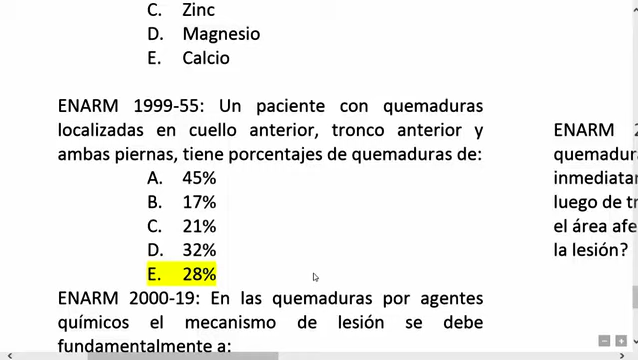 C. Zinc
D. Magnesio
E. Calcio
ENARM 1999-55: Un paciente con quemaduras
localizadas en cuello anterior, tronco anterior y
ambas piernas, tiene porcentajes de quemaduras de:
A. 45%
B. 17%
C. 21%
D. 32%
E. 28%
ENARM 2000-19: En las quemaduras por agentes
químicos el mecanismo de lesión se debe
fundamentalmente a:
ENARM
quemadur
inmediata
luego de tr
el área afe
la lesión?